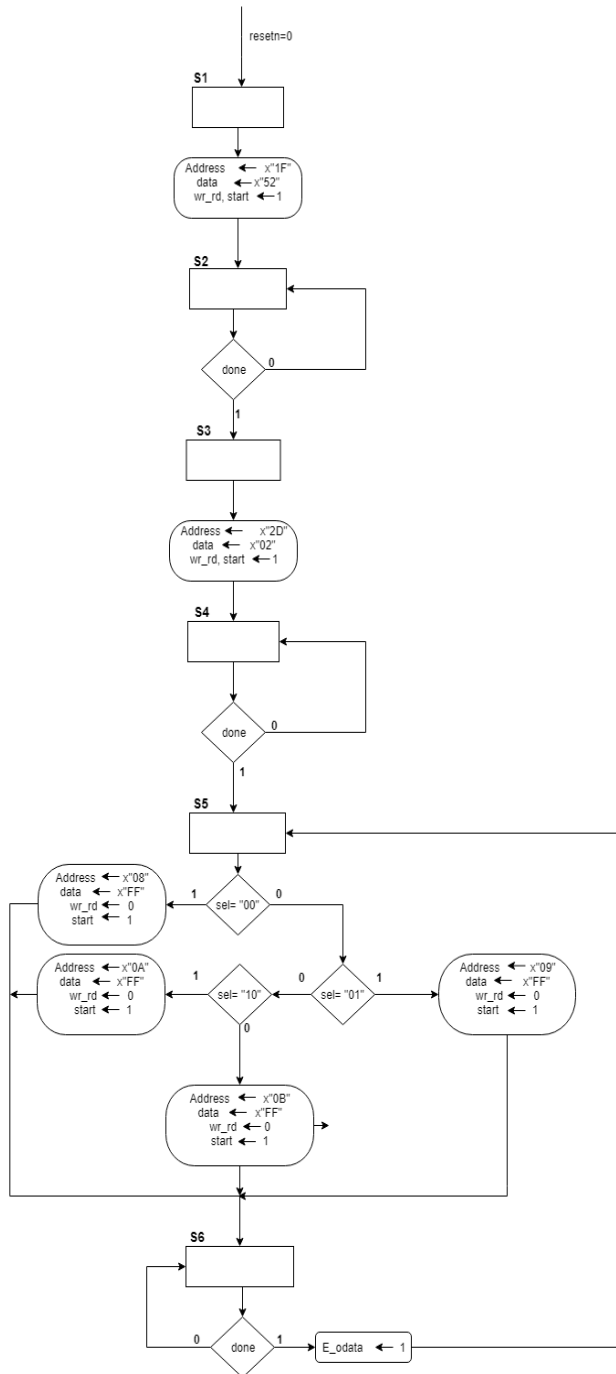 resetn=0
S1
Address ← x"1F"
data ← x"52"
wr_rd, start ← 1
S2
done
0
1
S3
Address ← x"2D"
data ← x"02"
wr_rd, start ← 1
S4
done
0
1
S5
Address ← x"08"
data ← x"FF"
wr_rd ← 0
start ← 1
1
sel= "00"
0
Address ← x"0A"
data ← x"FF"
wr_rd ← 0
start ← 1
1
sel= "10"
0
0
sel= "01"
1
Address ← x"09"
data ← x"FF"
wr_rd ← 0
start ← 1
Address ← x"0B"
data ← x"FF"
wr_rd ← 0
start ← 1
S6
0
done
1
E_odata ← 1